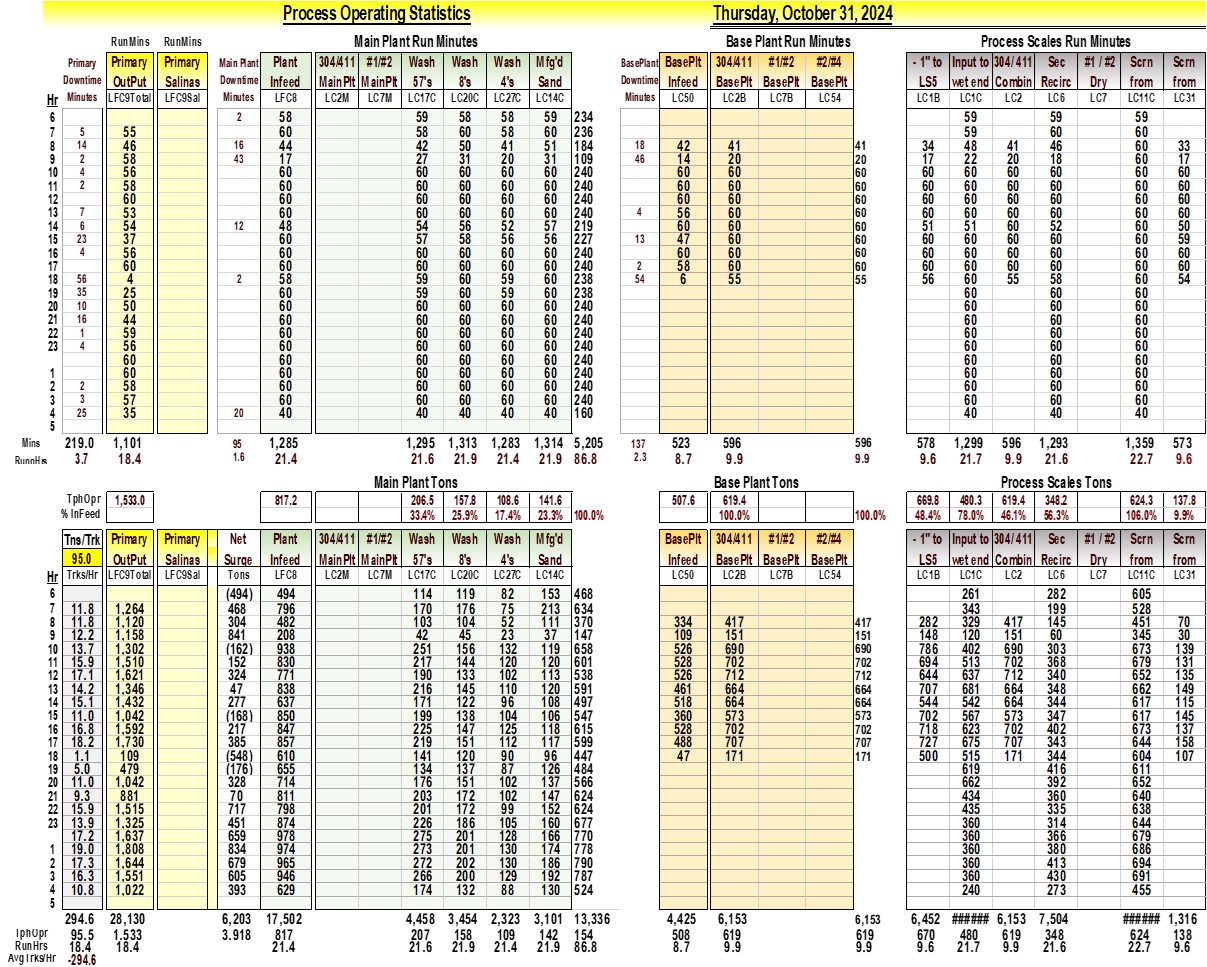 Process Operating Statistics Thursday, October 31, 2024
RunMins RunMins Main Plant Run Minutes Base Plant Run Minutes Process Scales Run Minutes
Primary Primary Primary Main Plant Plant 304/411 #1/#2 Wash Wash Wash Mfg'd BasePlant BasePlt 304/411 #1/#2 #2/#4 - 1" to Input to 304/411 Sec #1 / #2 Scrn Scrn
Downtime OutPut Salinas Downtime Infeed MainPlt MainPlt 57's 8's 4's Sand Downtime Infeed BasePlt BasePlt BasePlt LS5 wet end Combin Recirc Dry from from
Hr Minutes LFC9Total LFC9Sal Minutes LFC8 LC2M LC7M LC17C LC20C LC27C LC14C Minutes LC50 LC2B LC7B LC54 LC1B LC1C LC2 LC6 LC7 LC11C LC31
6 2 58 59 58 58 59 234 59 59 59
7 5 55 60 58 60 58 60 236 59 60 60
8 14 46 16 44 42 50 41 51 184 18 42 41 41 34 48 41 46 60 33
9 2 58 43 17 27 31 20 31 109 46 14 20 20 17 22 20 18 60 17
10 4 56 60 60 60 60 60 240 60 60 60 60 60 60 60 60 60
11 2 58 60 60 60 60 60 240 60 60 60 60 60 60 60 60 60
12 60 60 60 60 60 60 240 60 60 60 60 60 60 60 60 60
13 7 53 60 60 60 60 60 240 4 56 60 60 60 60 60 60 60 60
14 6 54 12 48 54 56 52 57 219 60 60 60 51 51 60 52 60 50
15 23 37 60 57 58 56 56 227 13 47 60 60 60 60 60 60 60 59
16 4 56 60 60 60 60 60 240 60 60 60 60 60 60 60 60 60
17 60 60 60 60 60 60 240 2 58 60 60 60 60 60 60 60 60
18 56 4 2 58 59 60 59 60 238 54 6 55 55 56 60 55 58 60 54
19 35 25 60 59 60 59 60 238 60 60 60
20 10 50 60 60 60 60 60 240 60 60 60
21 16 44 60 60 60 60 60 240 60 60 60
22 1 59 60 60 60 60 60 240 60 60 60
23 4 56 60 60 60 60 60 240 60 60 60
60 60 60 60 60 60 240 60 60 60
1 60 60 60 60 60 60 240 60 60 60
2 2 58 60 60 60 60 60 240 60 60 60
3 3 57 60 60 60 60 60 240 60 60 60
4 25 35 20 40 40 40 40 40 160 40 40 40
5
Mins 219.0 1,101 95 1,285 1,295 1,313 1,283 1,314 5,205 137 523 596 596 578 1,299 596 1,293 1,359 573
RunnHrs 3.7 18.4 1.6 21.4 21.6 21.9 21.4 21.9 86.8 2.3 8.7 9.9 9.9 9.6 21.7 9.9 21.6 22.7 9.6
Main Plant Tons Base Plant Tons Process Scales Tons
TphOpr 1,533.0 817.2 206.5 157.8 108.6 141.6 507.6 619.4 669.8 480.3 619.4 348.2 624.3 137.8
% InFeed 33.4% 25.9% 17.4% 23.3% 100.0% 100.0% 100.0% 48.4% 78.0% 46.1% 56.3% 106.0% 9.9%
Tns/Trk Primary Primary Net Plant 304/411 #1/#2 Wash Wash Wash Mfg'd BasePlt 304/411 #1/#2 #2/#4 - 1" to Input to 304/ 411 Sec #1 / #2 Scrn Scrn
95.0 OutPut Salinas Surge Infeed MainPlt MainPlt 57's 8's 4's Sand Infeed BasePlt BasePlt BasePlt LS5 wet end Combin Recirc Dry from from
Hr Trks/Hr LFC9Total LFC9Sal Tons LFC8 LC2M LC7M LC17C LC20C LC27C LC14C LC50 LC2B LC7B LC54 LC1B LC1C LC2 LC6 LC7 LC11C LC31
6 (494) 494 114 119 82 153 468 261 282 605
7 11.8 1,264 468 796 170 176 75 213 634 343 199 528
8 11.8 1,120 304 482 103 104 52 111 370 334 417 417 282 329 417 145 451 70
9 12.2 1,158 841 208 42 45 23 37 147 109 151 151 148 120 151 60 345 30
10 13.7 1,302 (162) 938 251 156 132 119 658 526 690 690 786 402 690 303 673 139
11 15.9 1,510 152 830 217 144 120 120 601 528 702 702 694 513 702 368 679 131
12 17.1 1,621 324 771 190 133 102 113 538 526 712 712 644 637 712 340 652 135
13 14.2 1,346 47 838 216 145 110 120 591 461 664 664 707 681 664 348 662 149
14 15.1 1,432 277 637 171 122 96 108 497 518 664 664 544 542 664 344 617 115
15 11.0 1,042 (168) 850 199 138 104 106 547 360 573 573 702 567 573 347 617 145
16 16.8 1,592 217 847 225 147 125 118 615 528 702 702 718 623 702 402 673 137
17 18.2 1,730 385 857 219 151 112 117 599 488 707 707 727 675 707 343 644 158
18 1.1 109 (548) 610 141 120 90 96 447 47 171 171 500 515 171 344 604 107
19 5.0 479 (176) 655 134 137 87 126 484 619 416 611
20 11.0 1,042 328 714 176 151 102 137 566 662 392 652
21 9.3 881 70 811 203 172 102 147 624 434 360 640
22 15.9 1,515 717 798 201 172 99 152 624 435 335 638
23 13.9 1,325 451 874 226 186 105 160 677 360 314 644
17.2 1,637 659 978 275 201 128 166 770 360 366 679
1 19.0 1,808 834 974 273 201 130 174 778 360 380 686
2 17.3 1,644 679 965 272 202 130 186 790 360 413 694
3 16.3 1,551 605 946 266 200 129 192 787 360 430 691
4 10.8 1,022 393 629 174 132 88 130 524 240 273 455
5
294.6 28,130 6,203 17,502 4,458 3,454 2,323 3,101 13,336 4,425 6,153 6,153 6,452 ###### 6,153 7,504 ###### 1,316
TphOpr 95.5 1,533 3.918 817 207 158 109 142 154 508 619 619 670 480 619 348 624 138
RunHrs 18.4 18.4 21.4 21.6 21.9 21.4 21.9 86.8 8.7 9.9 9.9 9.6 21.7 9.9 21.6 22.7 9.6
AvgTrks/Hr -294.6